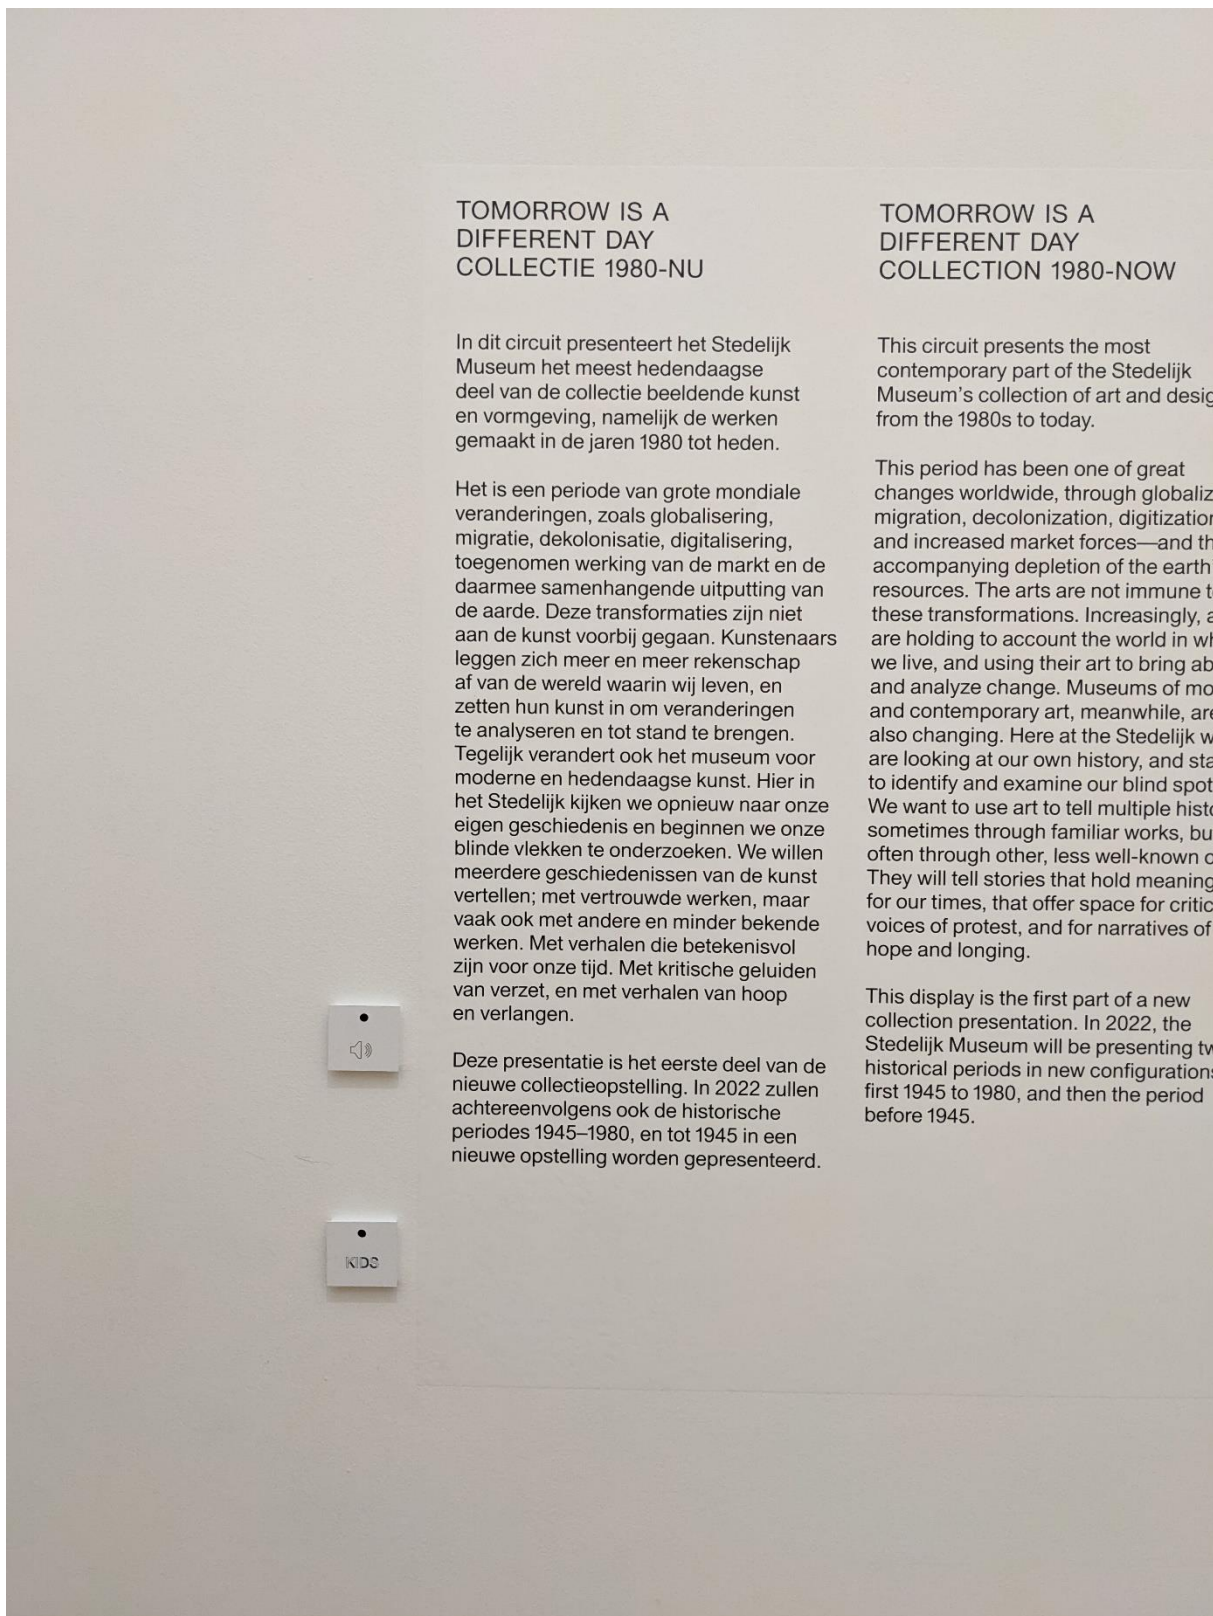 TOMORROW IS A
DIFFERENT DAY
COLLECTIE 1980-NU
In dit circuit presenteert het Stedelijk
Museum het meest hedendaagse
deel van de collectie beeldende kunst
en vormgeving, namelijk de werken
gemaakt in de jaren 1980 tot heden.
Het is een periode van grote mondiale
veranderingen, zoals globalisering,
migratie, dekolonisatie, digitalisering,
toegenomen werking van de markt en de
daarmee samenhangende uitputting van
de aarde. Deze transformaties zijn niet
aan de kunst voorbij gegaan. Kunstenaars
leggen zich meer en meer rekenschap
af van de wereld waarin wij leven, en
zetten hun kunst in om veranderingen
te analyseren en tot stand te brengen.
Tegelijk verandert ook het museum voor
moderne en hedendaagse kunst. Hier in
het Stedelijk kijken we opnieuw naar onze
eigen geschiedenis en beginnen we onze
blinde vlekken te onderzoeken. We willen
meerdere geschiedenissen van de kunst
vertellen; met vertrouwde werken, maar
vaak ook met andere en minder bekende
werken. Met verhalen die betekenisvol
zijn voor onze tijd. Met kritische geluiden
van verzet, en met verhalen van hoop
en verlangen.
Deze presentatie is het eerste deel van de
nieuwe collectieopstelling. In 2022 zullen
achtereenvolgens ook de historische
periodes 1945–1980, en tot 1945 in een
nieuwe opstelling worden gepresenteerd.
TOMORROW IS A
DIFFERENT DAY
COLLECTION 1980-NOW
This circuit presents the most
contemporary part of the Stedelijk
Museum's collection of art and
from the 1980s to today.
This period has been one of great
changes worldwide, through
migration, decolonization,
and increased market forces—and
accompanying depletion of the earth
resources. The arts are not immune
these transformations. Increasingly,
are holding to account the world in
we live, and using their art to bring
and analyze change. Museums of
and contemporary art, meanwhile,
also changing. Here at the Stedelijk
are looking at our own history, and
to identify and examine our blind
We want to use art to tell multiple
sometimes through familiar works,
often through other, less well-known
They will tell stories that hold meaning
for our times, that offer space for
voices of protest, and for narratives of
hope and longing.
This display is the first part of a new
collection presentation. In 2022, the
Stedelijk Museum will be presenting
historical periods in new
first 1945 to 1980, and then the period
before 1945.
KIDS